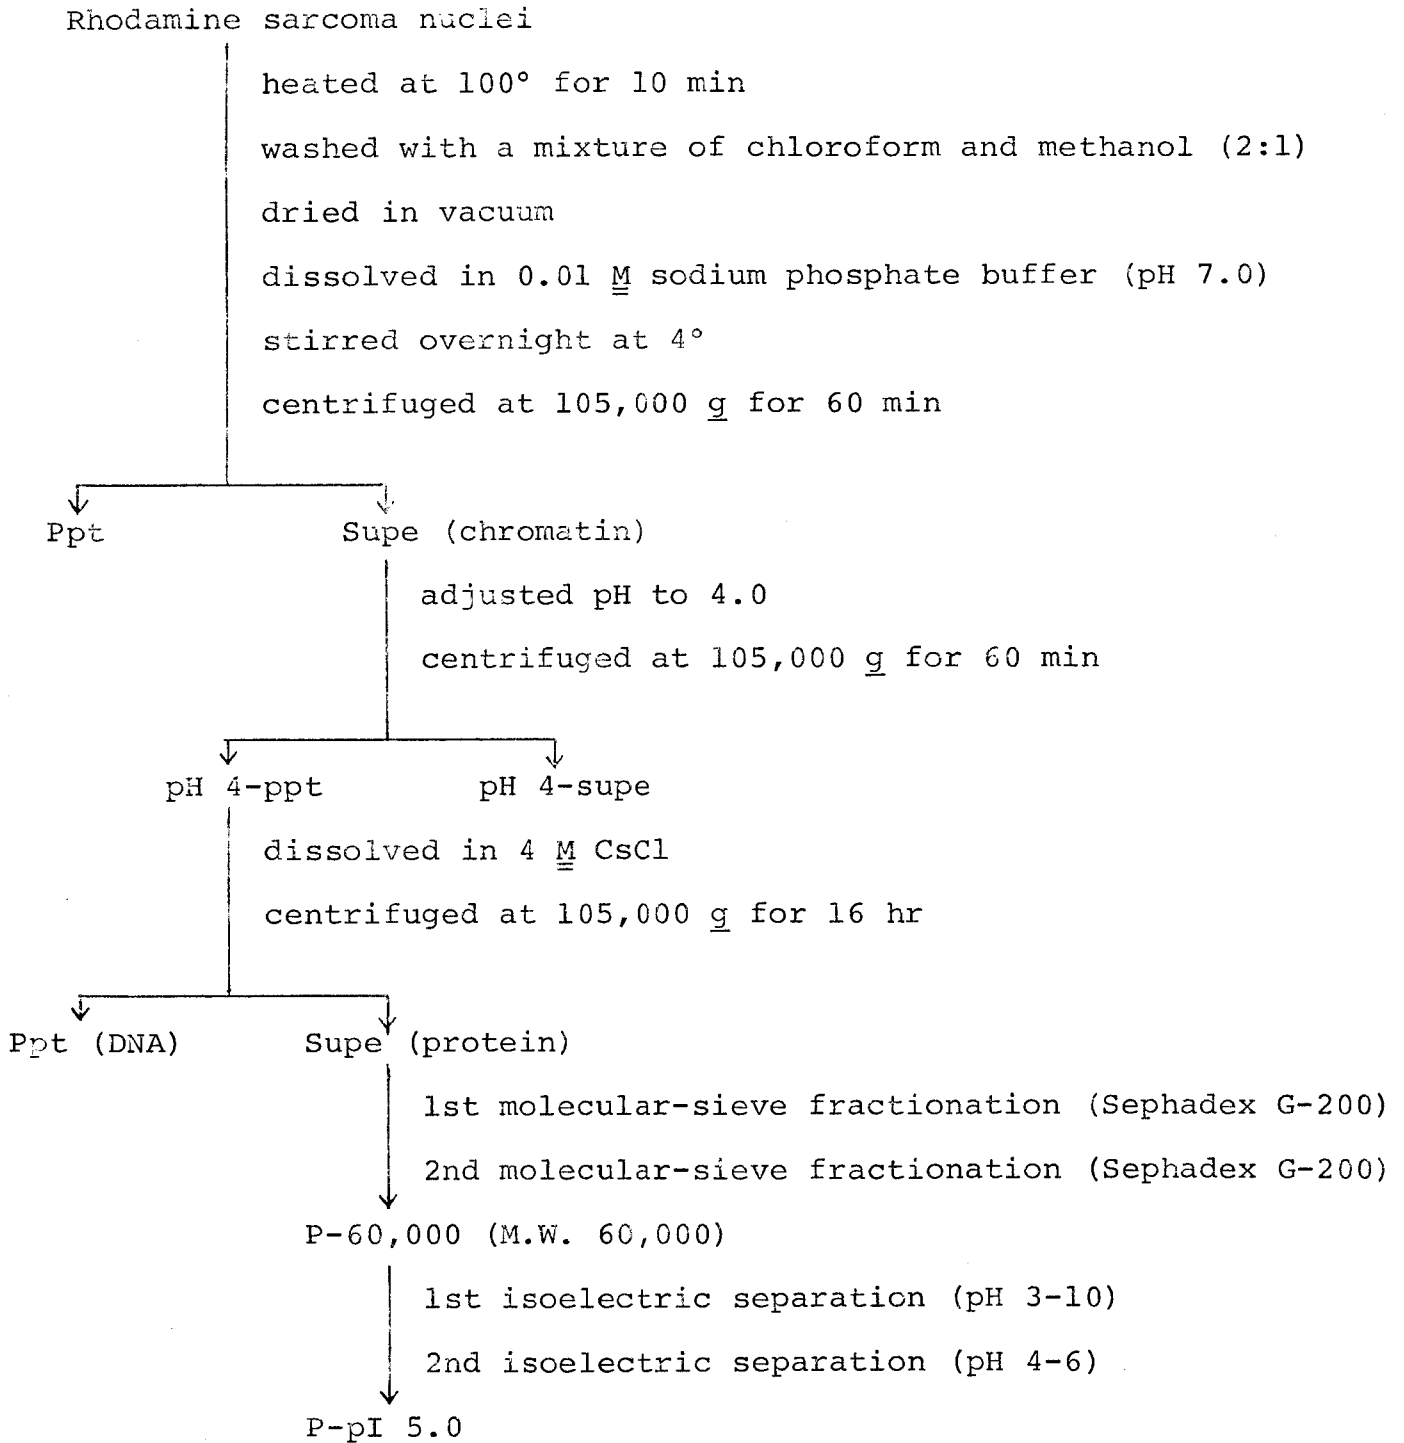 Rhodamine sarcoma nuclei
heated at 100° for 10 min
washed with a mixture of chloroform and methanol (2:1)
dried in vacuum
dissolved in 0.01 M sodium phosphate buffer (pH 7.0)
stirred overnight at 4°
centrifuged at 105,000 g for 60 min
Ppt Supe (chromatin)
adjusted pH to 4.0
centrifuged at 105,000 g for 60 min
pH 4-ppt pH 4-supe
dissolved in 4 M CsCl
centrifuged at 105,000 g for 16 hr
Ppt (DNA) Supe (protein)
1st molecular-sieve fractionation (Sephadex G-200)
2nd molecular-sieve fractionation (Sephadex G-200)
P-60,000 (M.W. 60,000)
1st isoelectric separation (pH 3-10)
2nd isoelectric separation (pH 4-6)
P-pI 5.0